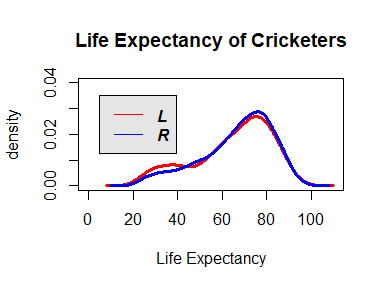 Life Expectancy of Cricketers
density
0.04
0.02
0.00
L
R
0 20 40 60 80 100
Life Expectancy